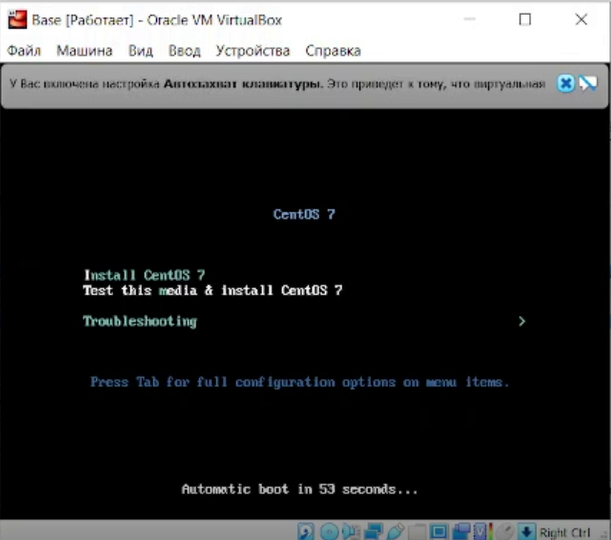 Base [Работает] - Oracle VM VirtualBox
Файл Машина Вид Ввод Устройства Справка
У Вас включена настройка Автозахват клавиатуры. Это приведет к тому, что виртуальная
CentOS 7
Install CentOS 7
Test this media & install CentOS 7
Troubleshooting >
Press Tab for full configuration options on menu items.
Automatic boot in 53 seconds...
Right Ctrl